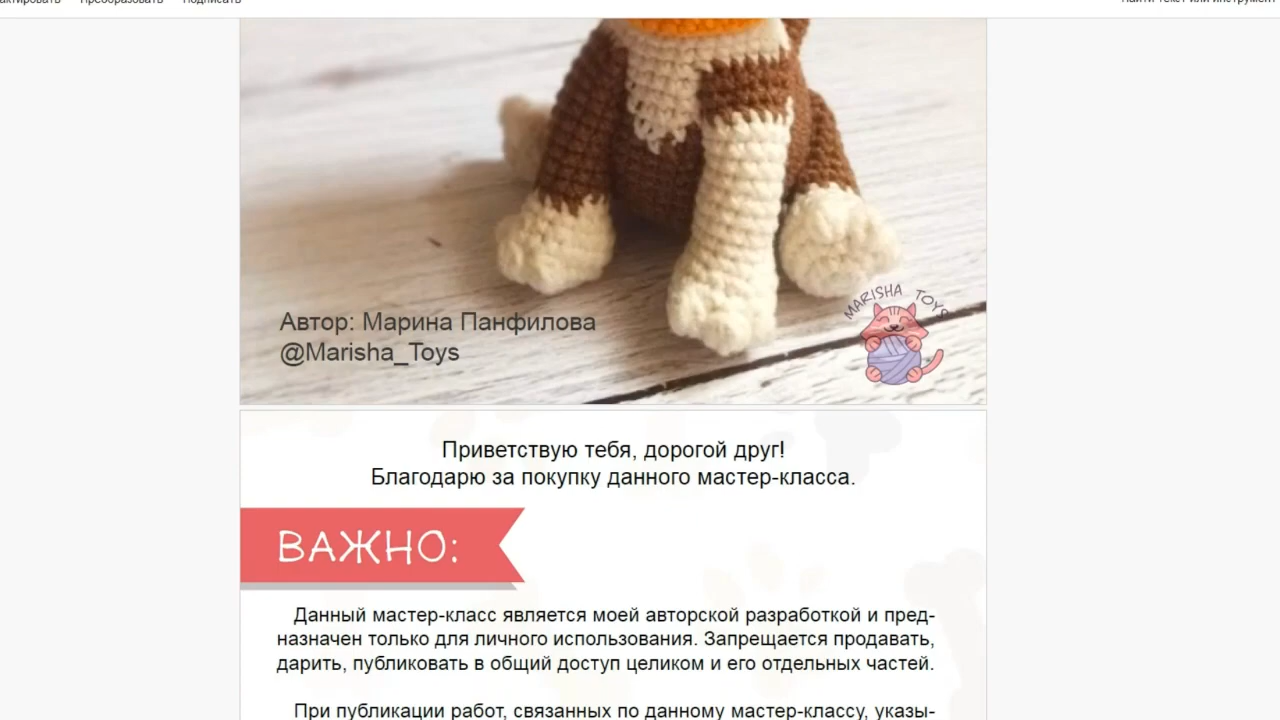 Преобразовать
Подписать
Автор: Марина Панфилова
@Marisha_Toys
MARISHA TOYS
Приветствую тебя, дорогой друг!
Благодарю за покупку данного мастер-класса.
ВАЖНО:
Данный мастер-класс является моей авторской разработкой и пред-
назначен только для личного использования. Запрещается продавать,
дарить, публиковать в общий доступ целиком и его отдельных частей.
При публикации работ, связанных по данному мастер-классу, указы-